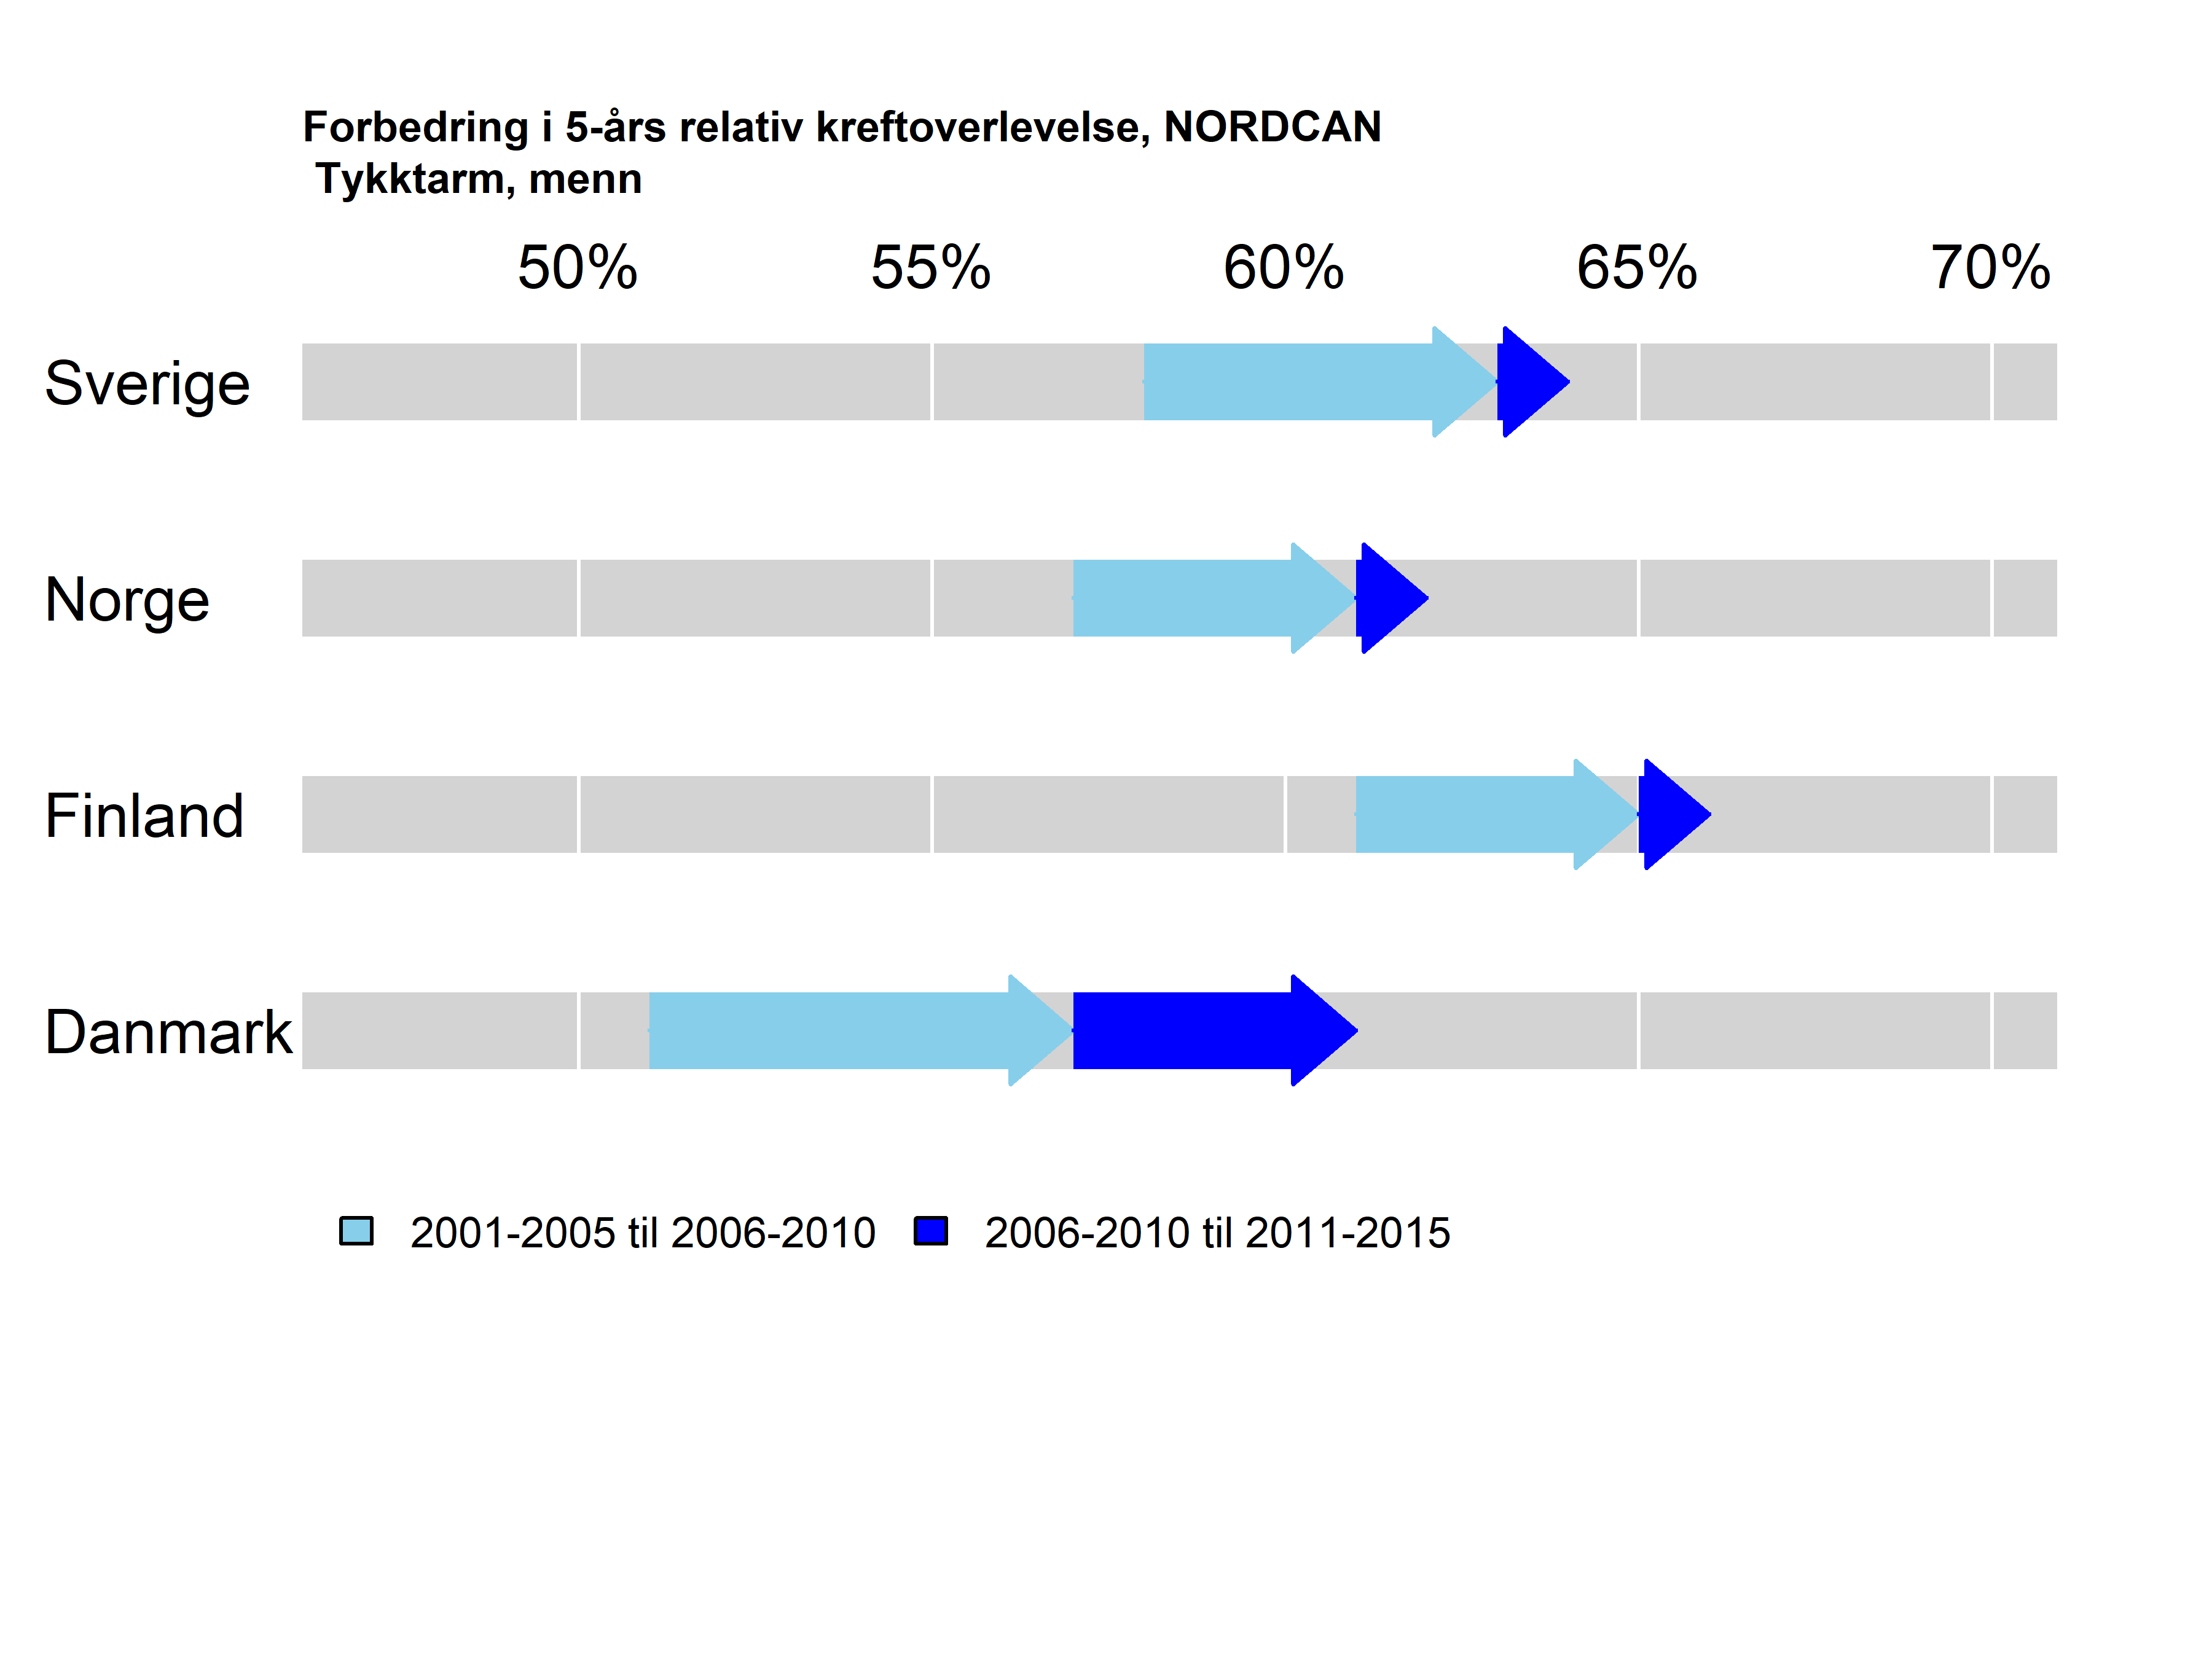 Forbedring i 5-års relativ kreftoverlevelse, NORDCAN
Tykktarm, menn
50% 55% 60% 65% 70%
Sverige
Norge
Finland
Danmark
2001-2005 til 2006-2010 2006-2010 til 2011-2015